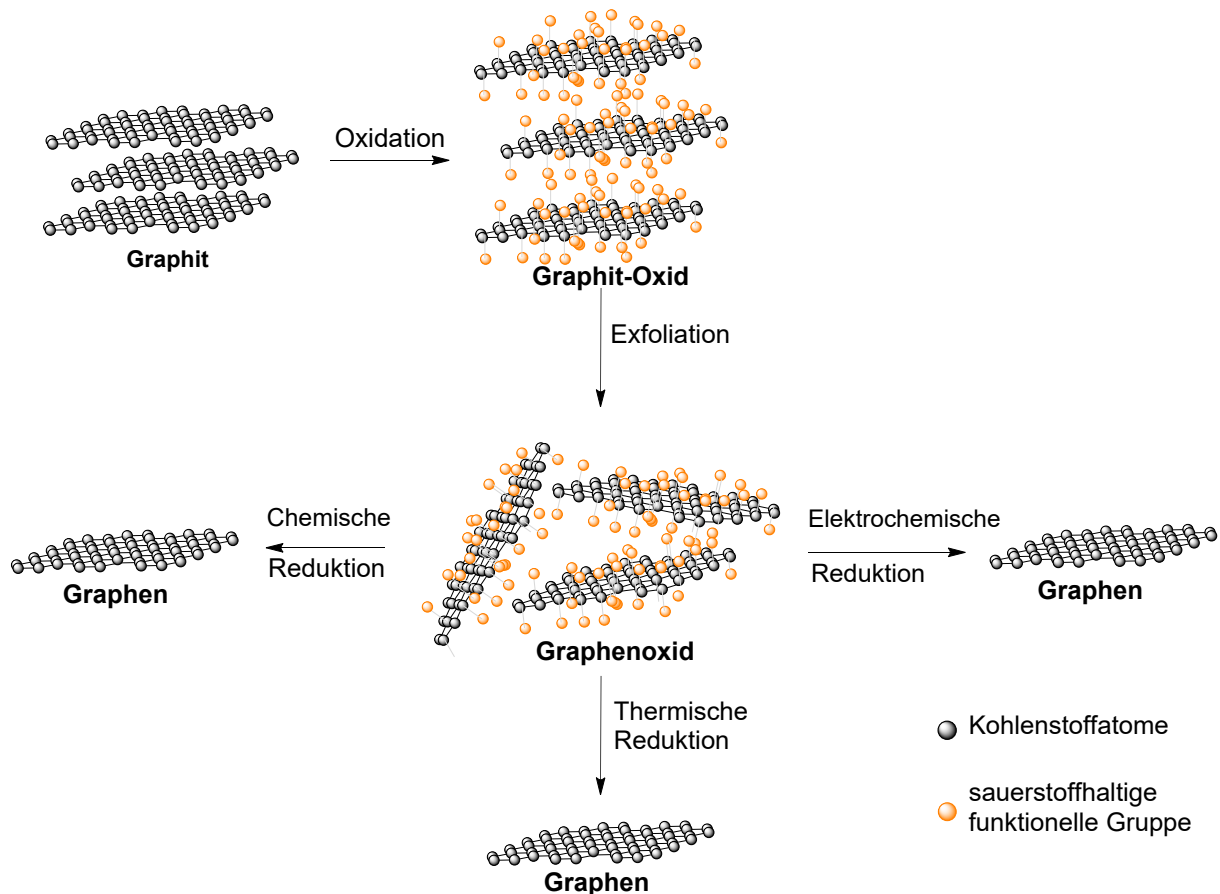 Oxidation
Graphit
Graphit-Oxid
Exfoliation
Chemische
Reduktion
Elektrochemische
Reduktion
Graphen
Graphenoxid
Graphen
Thermische
Reduktion
Kohlenstoffatome
sauerstoffhaltige
funktionelle Gruppe
Graphen